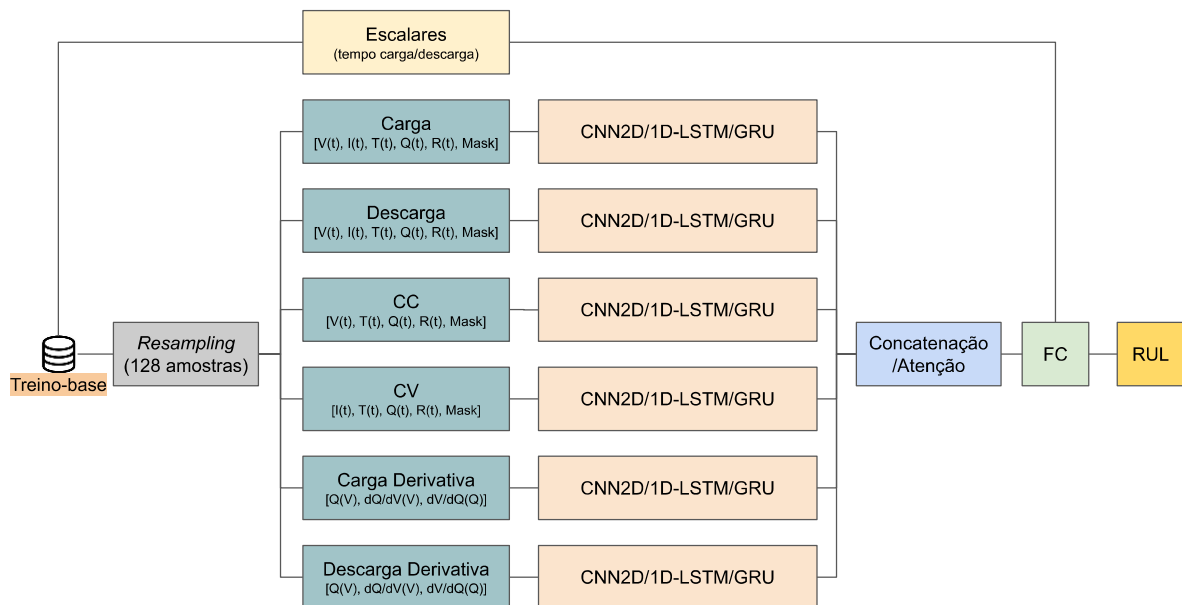 Escalares
(tempo carga/descarga)
Carga
[V(t), I(t), T(t), Q(t), R(t), Mask]
CNN2D/1D-LSTM/GRU
Descarga
[V(t), I(t), T(t), Q(t), R(t), Mask]
CNN2D/1D-LSTM/GRU
CC
[V(t), T(t), Q(t), R(t), Mask]
CNN2D/1D-LSTM/GRU
Treino-base
Resampling
(128 amostras)
Concatenação
/Atenção
FC
RUL
CV
[I(t), T(t), Q(t), R(t), Mask]
CNN2D/1D-LSTM/GRU
Carga Derivativa
[Q(V), dQ/dV(V), dV/dQ(Q)]
CNN2D/1D-LSTM/GRU
Descarga Derivativa
[Q(V), dQ/dV(V), dV/dQ(Q)]
CNN2D/1D-LSTM/GRU